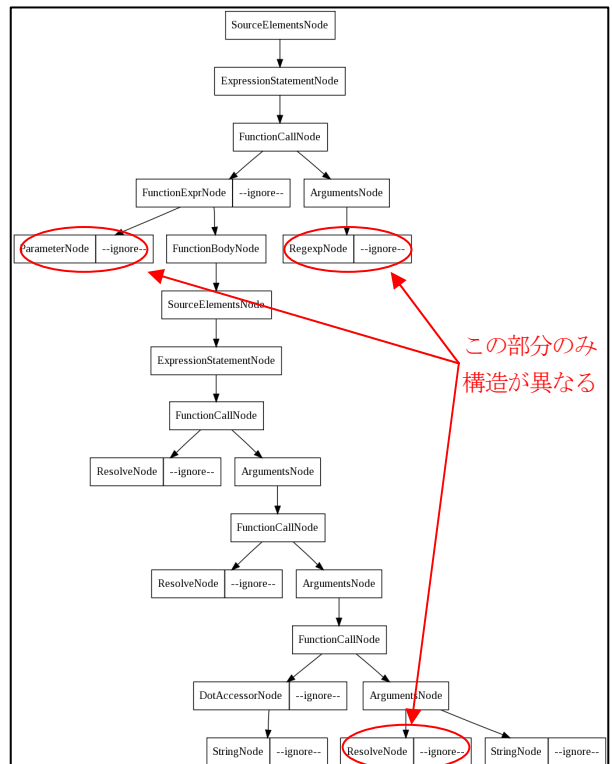 SourceElementsNode
ExpressionStatementNode
FunctionCallNode
FunctionExprNode --ignore-- ArgumentsNode
ParameterNode --ignore-- FunctionBodyNode RegexpNode --ignore--
SourceElementsNode
この部分のみ
ExpressionStatementNode
構造が異なる
FunctionCallNode
ResolveNode --ignore-- ArgumentsNode
FunctionCallNode
ResolveNode --ignore-- ArgumentsNode
FunctionCallNode
DotAccessorNode --ignore-- ArgumentsNode
StringNode --ignore-- ResolveNode --ignore-- StringNode --ignore--